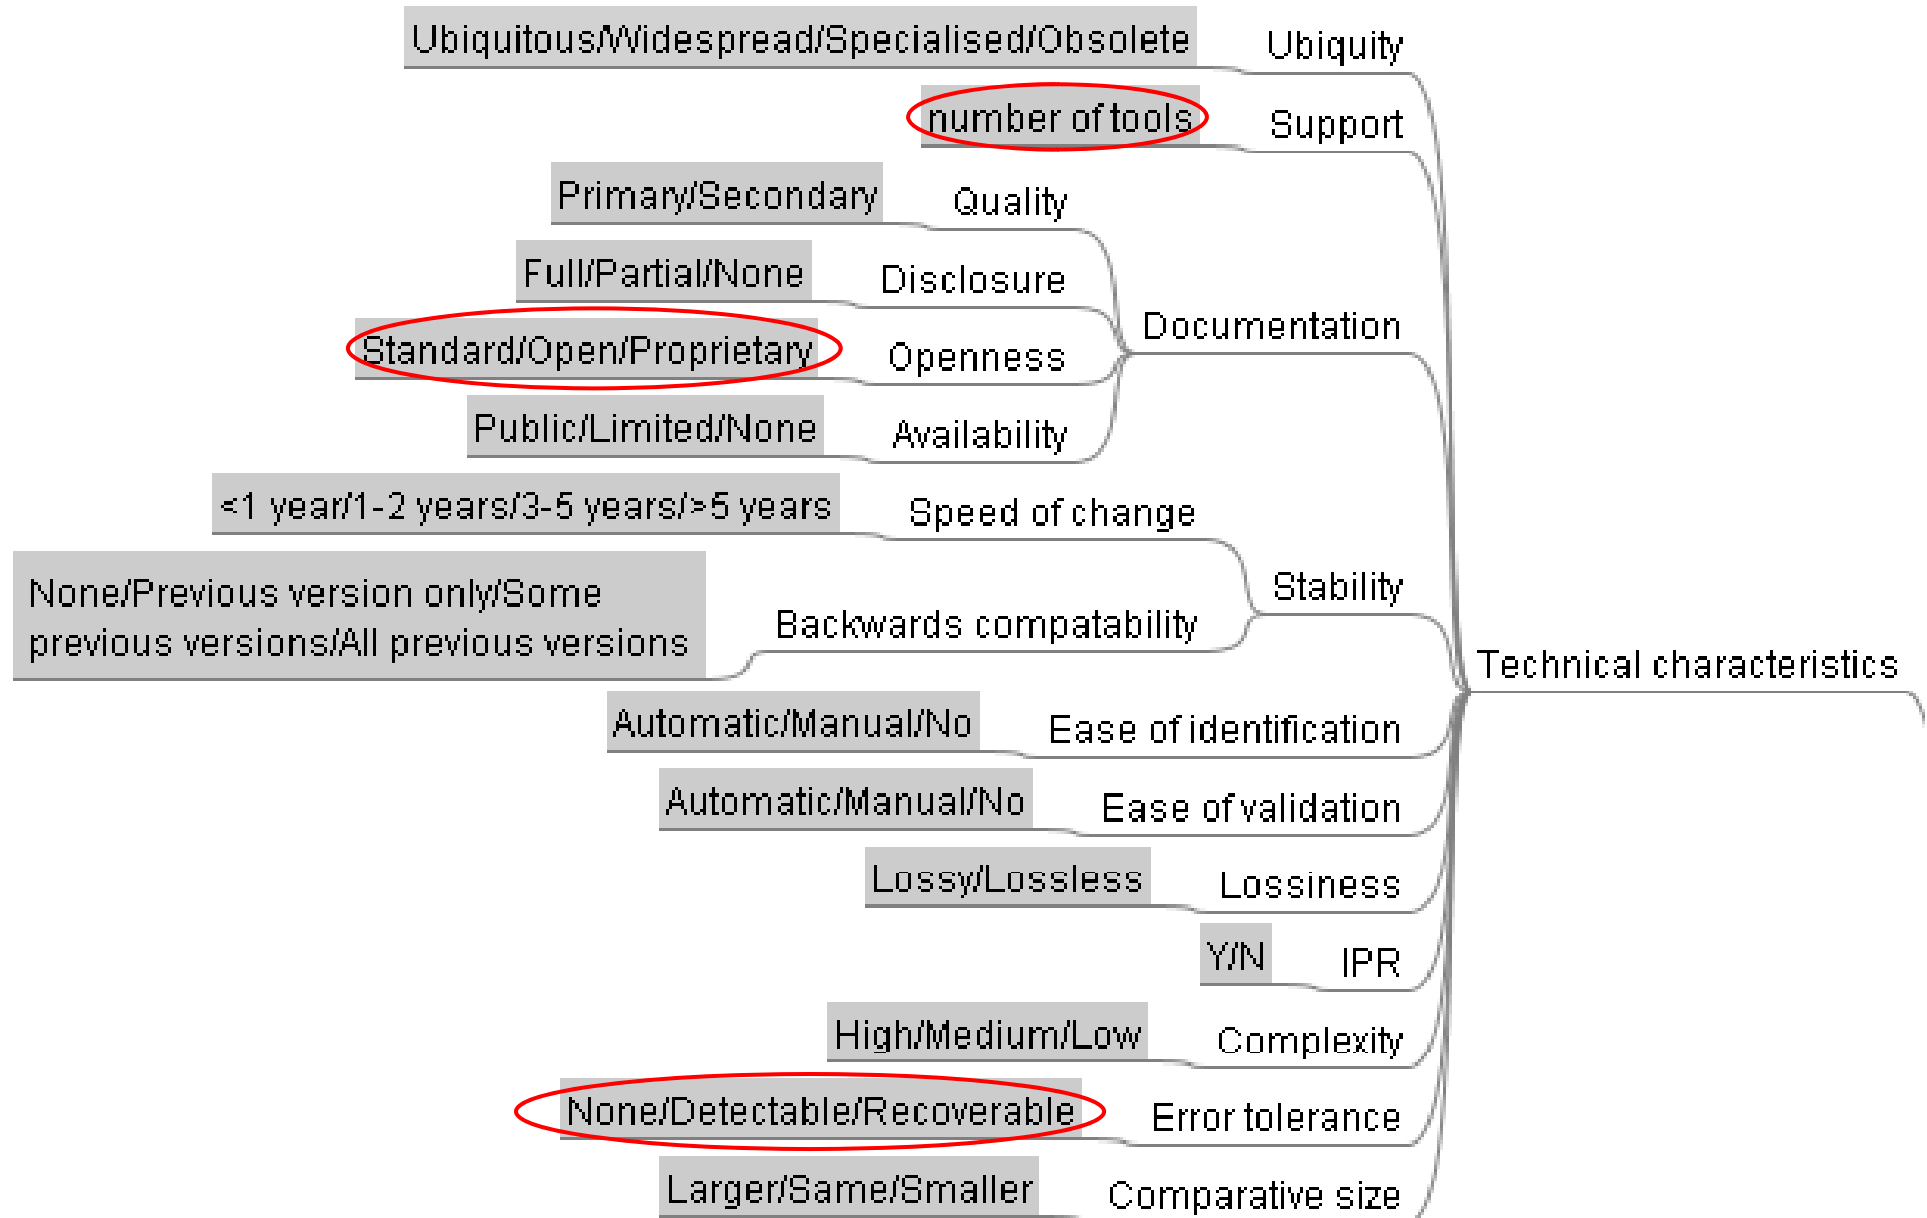 Ubiquitous/Widespread/Specialised/Obsolete Ubiquity
number of tools Support
Primary/Secondary Quality
Full/Partial/None Disclosure
Documentation
Standard/Open/Proprietary Openness
Public/Limited/None Availability
<1 year/1-2 years/3-5 years/>5 years Speed of change
Stability
None/Previous version only/Some
previous versions/All previous versions
Backwards compatability
Technical characteristics
Automatic/Manual/No Ease of identification
Automatic/Manual/No Ease of validation
Lossy/Lossless Lossiness
Y/N IPR
High/Medium/Low Complexity
None/Detectable/Recoverable Error tolerance
Larger/Same/Smaller Comparative size